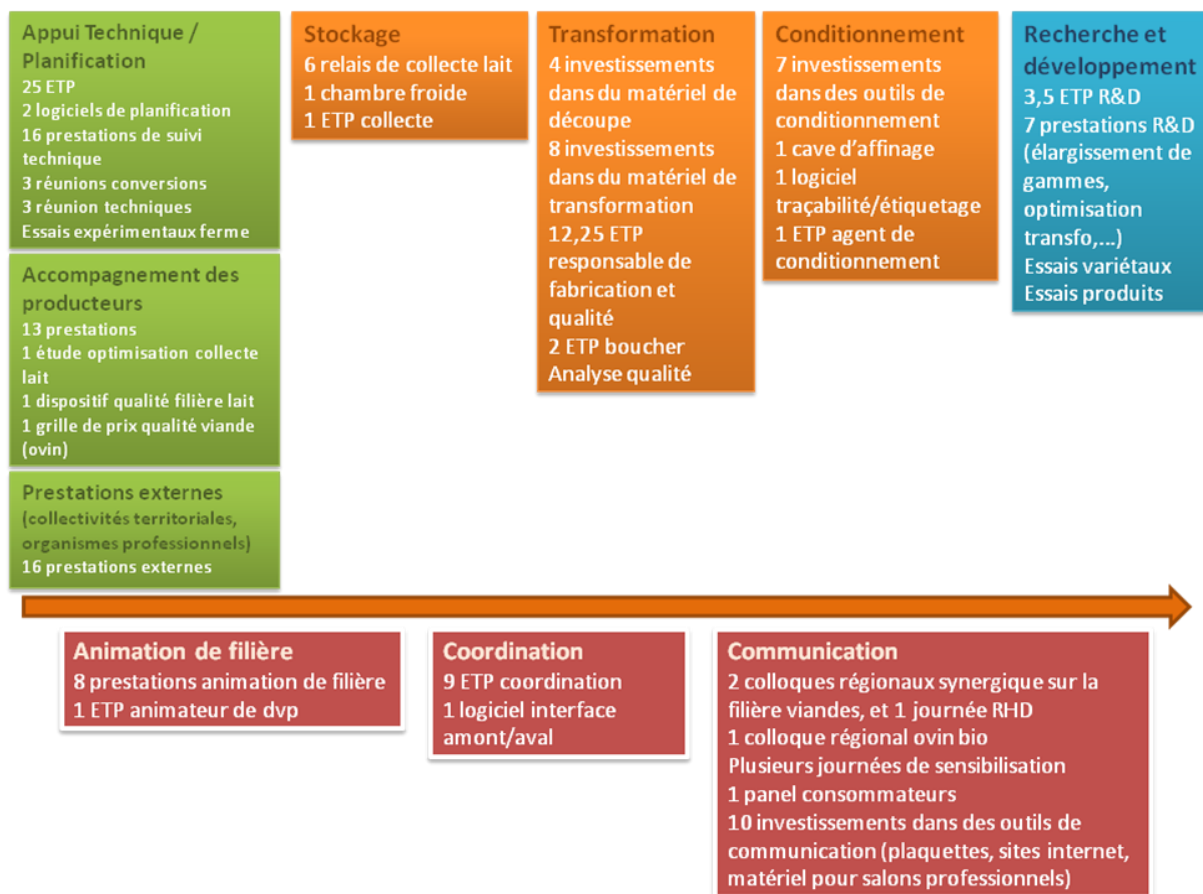 Appui Technique /
Planification
25 ETP
2 logiciels de planification
16 prestations de suivi
technique
3 réunions conversions
3 réunion techniques
Essais expérimentaux ferme
Accompagnement des
producteurs
13 prestations
1 étude optimisation collecte
lait
1 dispositif qualité filière lait
1 grille de prix qualité viande
(ovin)
Prestations externes
(collectivités territoriales,
organismes professionnels)
16 prestations externes
Stockage
6 relais de collecte lait
1 chambre froide
1 ETP collecte
Transformation
4 investissements
dans du matériel de
découpe
8 investissements
dans du matériel de
transformation
12,25 ETP
responsable de
fabrication et
qualité
2 ETP boucher
Analyse qualité
Conditionnement
7 investissements
dans des outils de
conditionnement
1 cave d'affinage
1 logiciel
traçabilité/étiquetage
1 ETP agent de
conditionnement
Recherche et
développement
3,5 ETP R&D
7 prestations R&D
(élargissement de
gammes,
optimisation
transfo,...)
Essais variétaux
Essais produits
Animation de filière
8 prestations animation de filière
1 ETP animateur de dvp
Coordination
9 ETP coordination
1 logiciel interface
amont/aval
Communication
2 colloques régionaux synergique sur la
filière viandes, et 1 journée RHD
1 colloque régional ovin bio
Plusieurs journées de sensibilisation
1 panel consommateurs
10 investissements dans des outils de
communication (plaquettes, sites internet,
matériel pour salons professionnels)